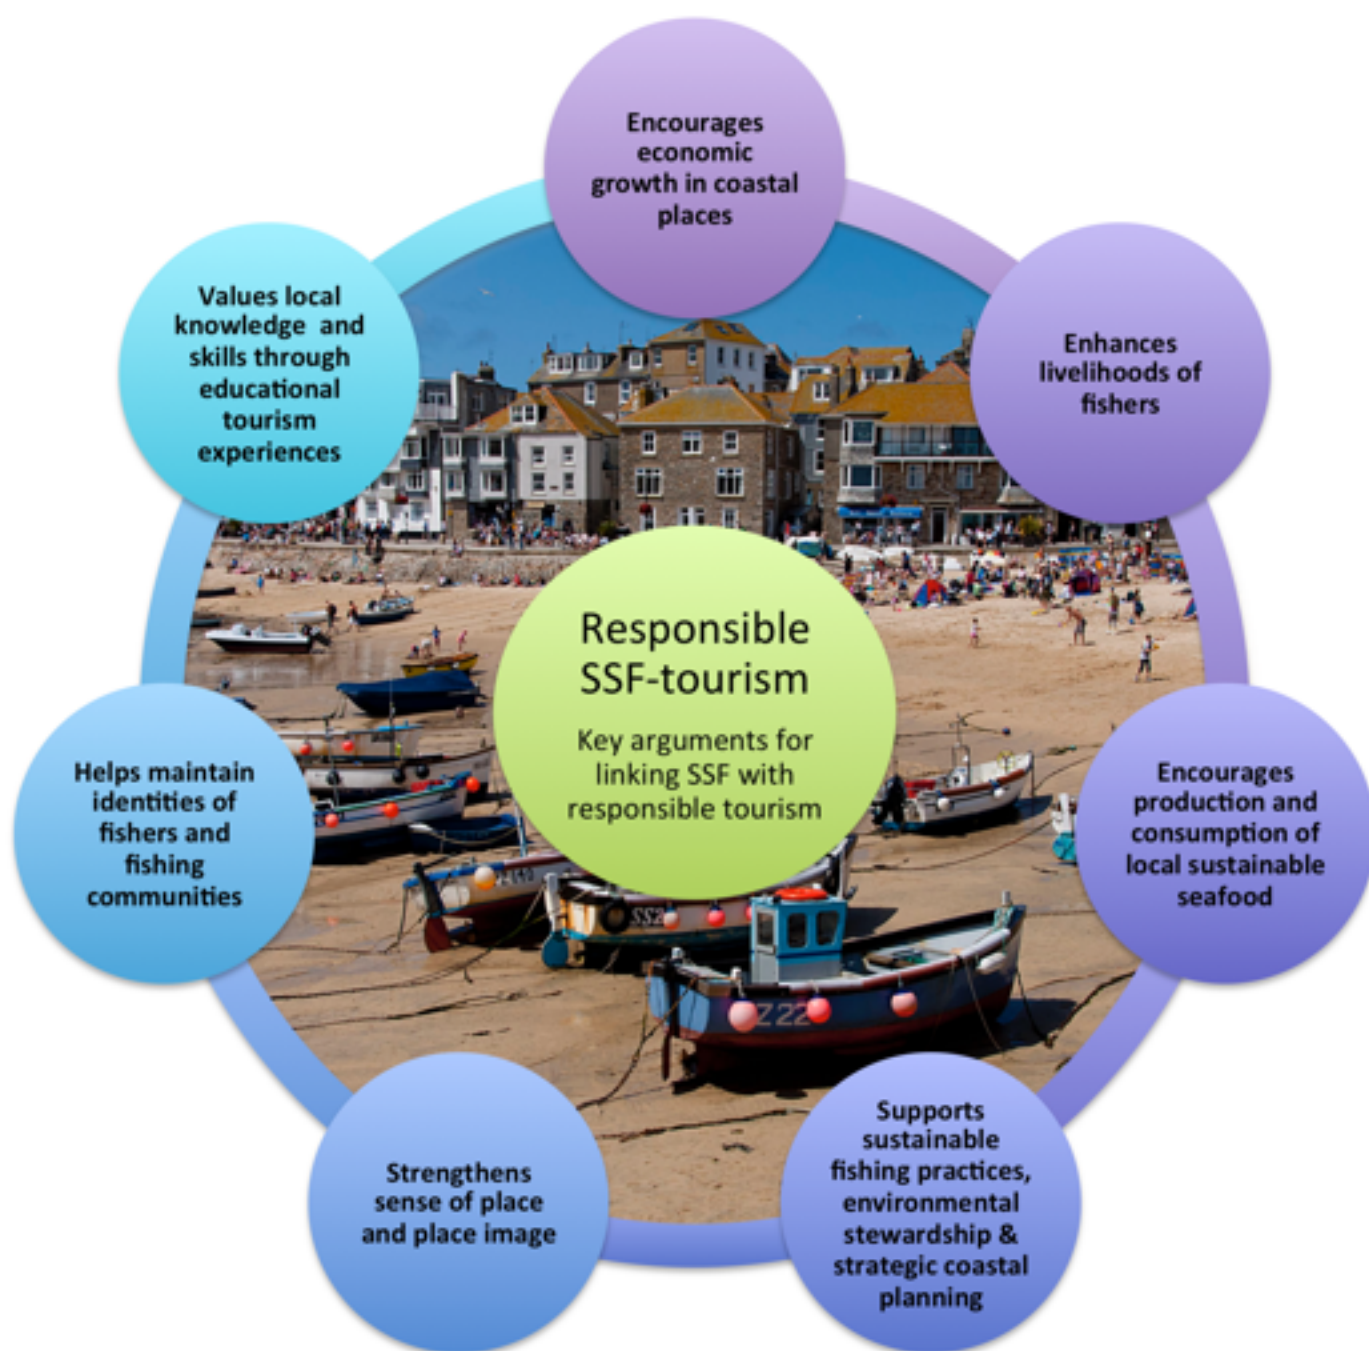 Encourages
economic
growth in coastal
places
Enhances
livelihoods of
fishers
Encourages
production and
consumption of
local sustainable
seafood
Supports
sustainable
fishing practices,
environmental
stewardship &
strategic coastal
planning
Strengthens
sense of place
and place image
Helps maintain
identities of
fishers and
fishing
communities
Values local
knowledge and
skills through
educational
tourism
experiences
Responsible
SSF-tourism
Key arguments for
linking SSF with
responsible tourism
SS2
Z 22